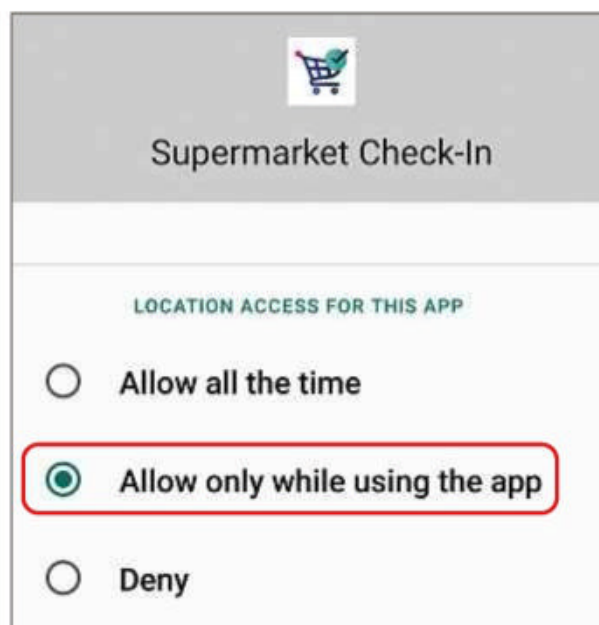 Supermarket Check-In
LOCATION ACCESS FOR THIS APP
Allow all the time
Allow only while using the app
Deny